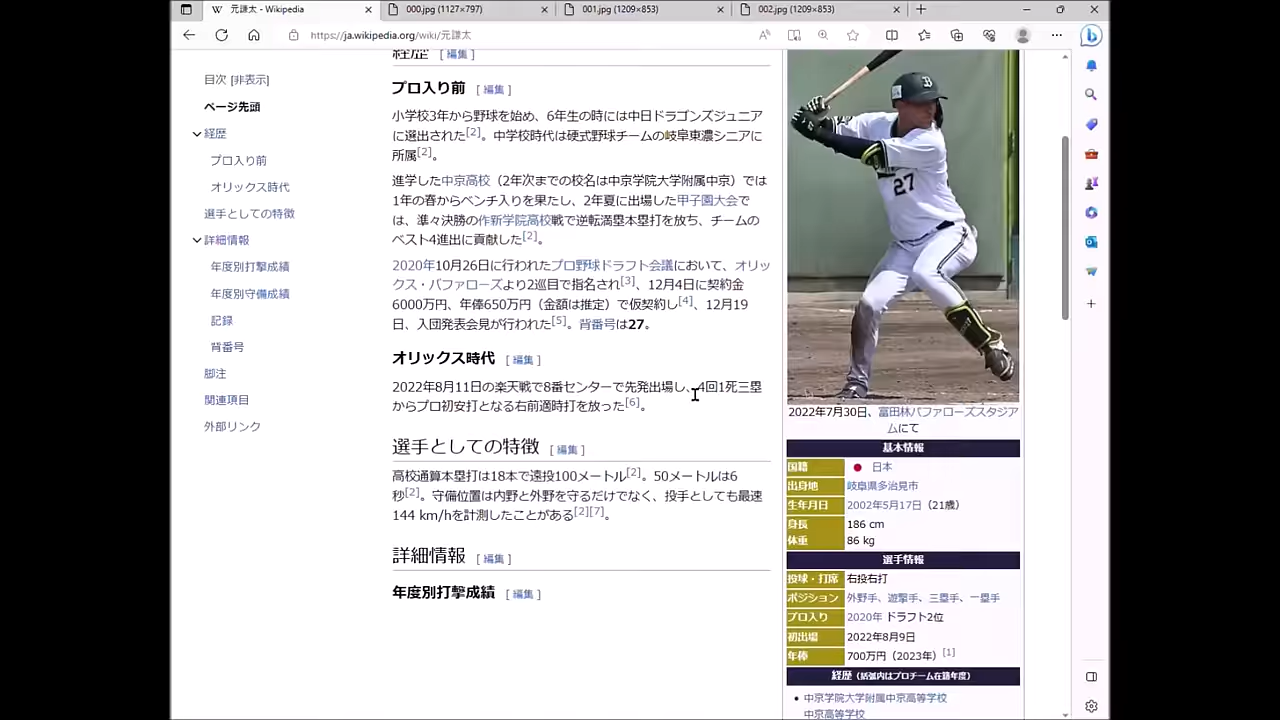 元謙太 - Wikipedia
000.jpg (1127×797)
001.jpg (1209×853)
002.jpg (1209×853)
https://ja.wikipedia.org/wiki/元謙太
目次 [非表示]
ページ先頭
経歴
プロ入り前
オリックス時代
選手としての特徴
詳細情報
年度別打撃成績
年度別守備成績
記録
背番号
脚注
関連項目
外部リンク
経歴 [編集]
プロ入り前 [編集]
小学校3年から野球を始め、6年生の時には中日ドラゴンズジュニア
に選出された[2]。中学校時代は硬式野球チームの岐阜東濃シニアに
所属[2]。
進学した中京高校（2年次までの校名は中京学院大学附属中京）では
1年の春からベンチ入りを果たし、2年夏に出場した甲子園大会で
は、準々決勝の作新学院高校戦で逆転満塁本塁打を放ち、チームの
ベスト4進出に貢献した[2]。
2020年10月26日に行われたプロ野球ドラフト会議において、オリッ
クス・バファローズより2巡目で指名され[3]、12月4日に契約金
6000万円、年俸650万円（金額は推定）で仮契約し[4]、12月19
日、入団発表会見が行われた[5]。背番号は27。
オリックス時代 [編集]
2022年8月11日の楽天戦で8番センターで先発出場し、4回1死三塁
からプロ初安打となる右前適時打を放った[6]。
選手としての特徴 [編集]
高校通算本塁打は18本で遠投100メートル[2]。50メートルは6
秒[2]。守備位置は内野と外野を守るだけでなく、投手としても最速
144 km/hを計測したことがある[2][7]。
詳細情報 [編集]
年度別打撃成績 [編集]
B
27
2022年7月30日、富田林バファローズスタジア
ムにて
基本情報
国籍 日本
出身地 岐阜県多治見市
生年月日 2002年5月17日（21歳）
身長 186 cm
体重 86 kg
選手情報
投球・打席 右投右打
ポジション 外野手、遊撃手、三塁手、一塁手
プロ入り 2020年 ドラフト2位
初出場 2022年8月9日
年俸 700万円（2023年）[1]
経歴（括弧内はプロチーム在籍年度）
中京学院大学附属中京高等学校
中京高等学校